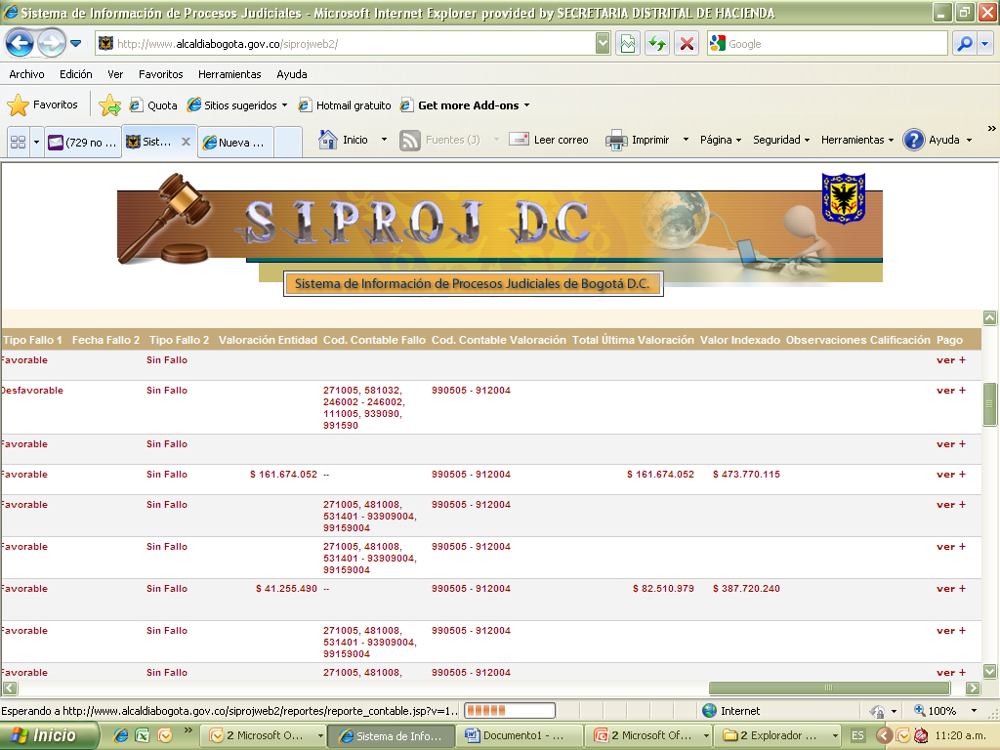 Sistema de Información de Procesos Judiciales - Microsoft Internet Explorer provided by SECRETARIA DISTRITAL DE HACIENDA
http://www.alcaldiabogota.gov.co/siprojweb2/
Google
Archivo Edición Ver Favoritos Herramientas Ayuda
Favoritos Quota Sitios sugeridos Hotmail gratuito Get more Add-ons
(729 no ... Sist... Nueva ... Inicio Fuentes (J) Leer correo Imprimir Página Seguridad Herramientas Ayuda
SIPROJ DC
Sistema de Información de Procesos Judiciales de Bogotá D.C.
Tipo Fallo 1 Fecha Fallo 2 Tipo Fallo 2 Valoración Entidad Cod. Contable Fallo Cod. Contable Valoración Total Última Valoración Valor Indexado Observaciones Calificación Pago
Favorable Sin Fallo ver +
Desfavorable Sin Fallo 271005, 581032, 990505 - 912004 ver +
246002 - 246002,
111005, 939090,
991590
Favorable Sin Fallo ver +
Favorable Sin Fallo $ 161.674.052 -- 990505 - 912004 $ 161.674.052 $ 473.770.115 ver +
Favorable Sin Fallo 271005, 481008, 990505 - 912004 ver +
531401 - 93909004,
99159004
Favorable Sin Fallo 271005, 481008, 990505 - 912004 ver +
531401 - 93909004,
99159004
Favorable Sin Fallo $ 41.255.490 -- 990505 - 912004 $ 82.510.979 $ 387.720.240 ver +
Favorable Sin Fallo 271005, 481008, 990505 - 912004 ver +
531401 - 93909004,
99159004
Favorable Sin Fallo 271005, 481008, 990505 - 912004 ver +
Esperando a http://www.alcaldiabogota.gov.co/siprojweb2/reportes/reporte_contable.jsp?v=1.. Internet 100%
Inicio 2 Microsoft O... Sistema de Info... Documento1 - ... 2 Microsoft Of... 2 Explorador ... ES 11:20 a.m.